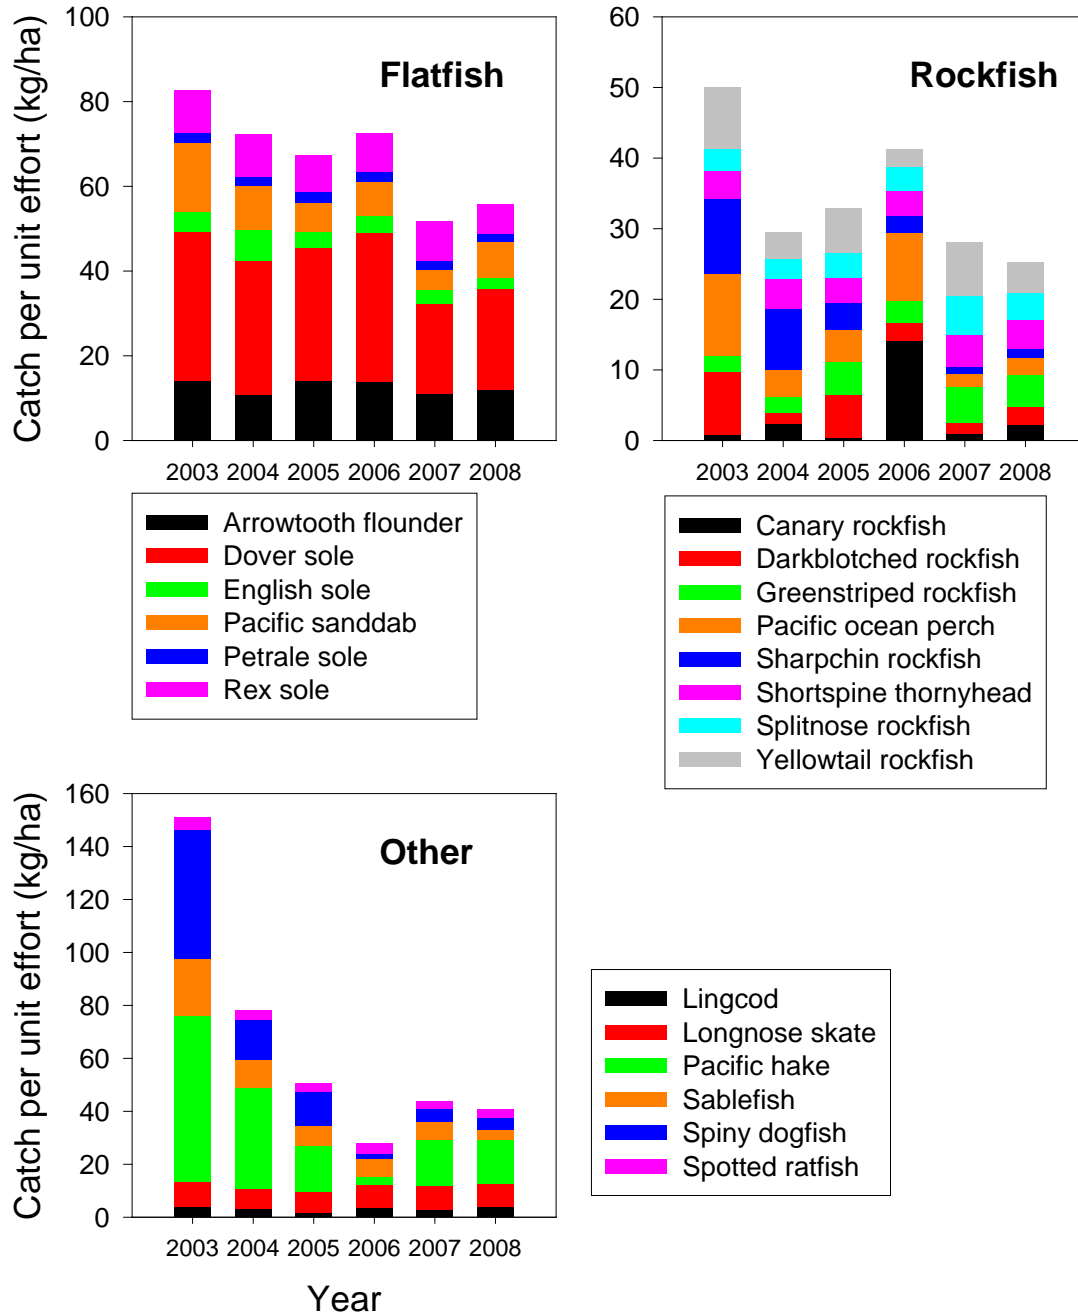 Catch per unit effort (kg/ha)
100
80
60
40
20
0
Flatfish
2003 2004 2005 2006 2007 2008
Arrowtooth flounder
Dover sole
English sole
Pacific sanddab
Petrale sole
Rex sole
60
50
40
30
20
10
0
Rockfish
2003 2004 2005 2006 2007 2008
Canary rockfish
Darkblotched rockfish
Greenstriped rockfish
Pacific ocean perch
Sharpchin rockfish
Shortspine thornyhead
Splitnose rockfish
Yellowtail rockfish
Catch per unit effort (kg/ha)
160
140
120
100
80
60
40
20
0
Other
2003 2004 2005 2006 2007 2008
Year
Lingcod
Longnose skate
Pacific hake
Sablefish
Spiny dogfish
Spotted ratfish